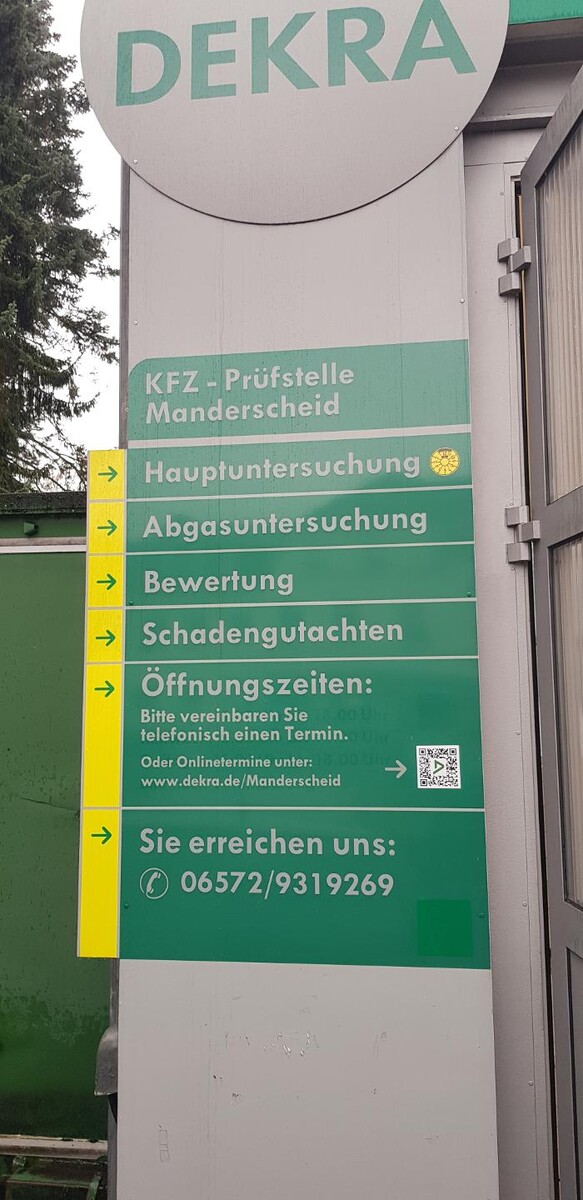 DEKRA
KFZ - Prüfstelle
Manderscheid
Hauptuntersuchung
Abgasuntersuchung
Bewertung
Schadengutachten
Öffnungszeiten:
Bitte vereinbaren Sie
telefonisch einen Termin.
Oder Onlinetermine unter:
www.dekra.de/Manderscheid
Sie erreichen uns:
06572/9319269